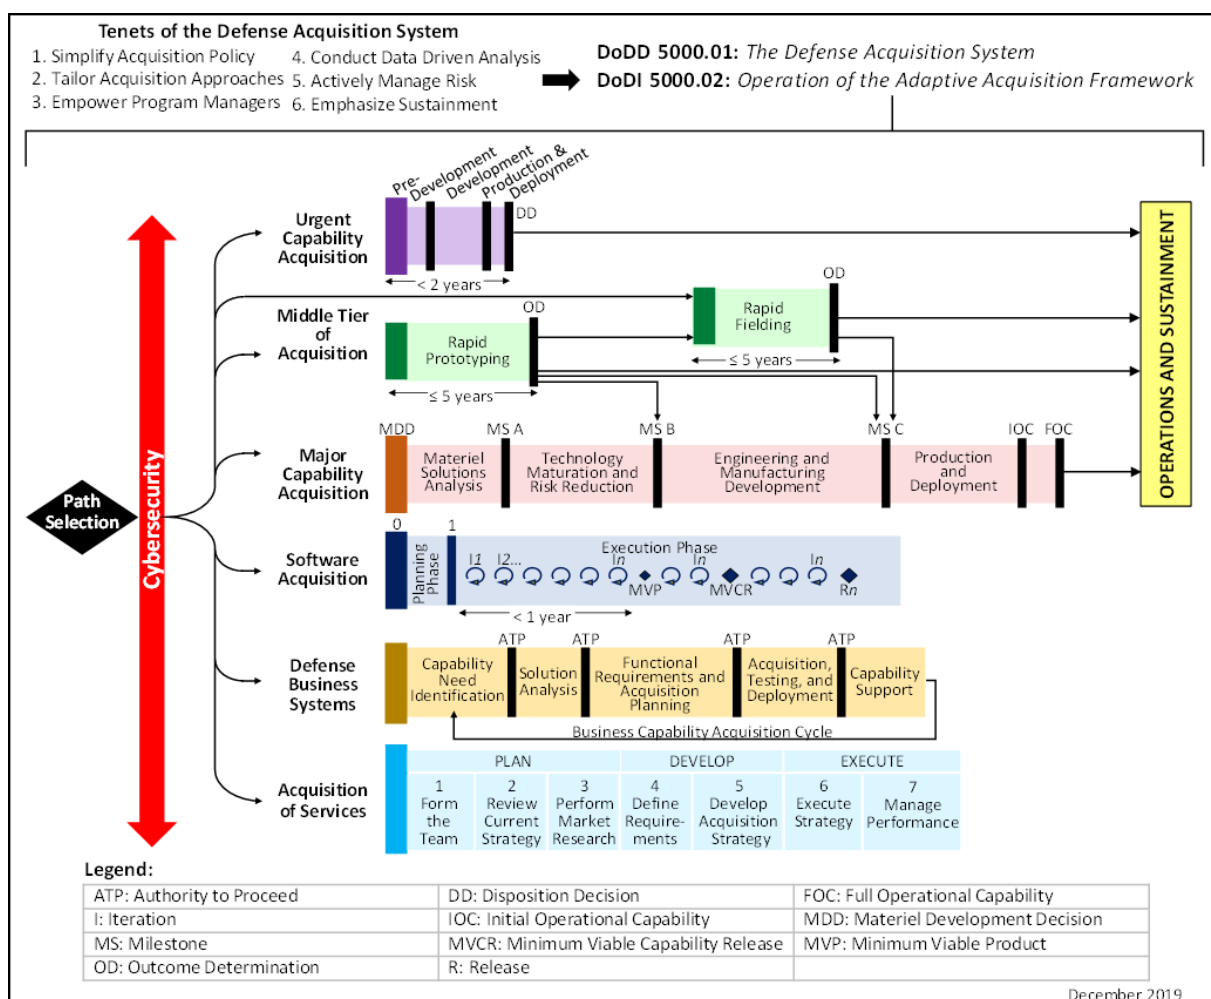 Tenets of the Defense Acquisition System
1. Simplify Acquisition Policy
2. Tailor Acquisition Approaches
3. Empower Program Managers
4. Conduct Data Driven Analysis
5. Actively Manage Risk
6. Emphasize Sustainment
DoDD 5000.01: The Defense Acquisition System
DoDI 5000.02: Operation of the Adaptive Acquisition Framework
Path
Selection
Cybersecurity
OPERATIONS AND SUSTAINMENT
Urgent
Capability
Acquisition
Pre-
Development
Development
Production &
Deployment
DD
< 2 years
Middle Tier
of
Acquisition
Rapid
Prototyping
OD
≤ 5 years
Rapid
Fielding
OD
≤ 5 years
Major
Capability
Acquisition
MDD
MS A
MS B
MS C
IOC
FOC
Materiel
Solutions
Analysis
Technology
Maturation and
Risk Reduction
Engineering and
Manufacturing
Development
Production
and
Deployment
Software
Acquisition
0
1
Planning
Phase
Execution Phase
I1
I2...
In
In
In
MVP
MVCR
Rn
< 1 year
Defense
Business
Systems
ATP
ATP
ATP
ATP
Capability
Need
Identification
Solution
Analysis
Functional
Requirements and
Acquisition
Planning
Acquisition,
Testing, and
Deployment
Capability
Support
Business Capability Acquisition Cycle
Acquisition
of Services
PLAN
DEVELOP
EXECUTE
1
Form
the
Team
2
Review
Current
Strategy
3
Perform
Market
Research
4
Define
Require-
ments
5
Develop
Acquisition
Strategy
6
Execute
Strategy
7
Manage
Performance
Legend:
ATP: Authority to Proceed
DD: Disposition Decision
FOC: Full Operational Capability
I: Iteration
IOC: Initial Operational Capability
MDD: Materiel Development Decision
MS: Milestone
MVCR: Minimum Viable Capability Release
MVP: Minimum Viable Product
OD: Outcome Determination
R: Release
December 2019